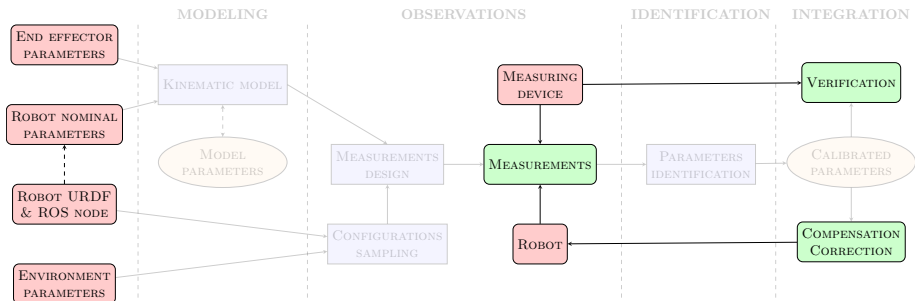 MODELING
OBSERVATIONS
IDENTIFICATION
INTEGRATION
END EFFECTOR
PARAMETERS
ROBOT NOMINAL
PARAMETERS
ROBOT URDF
& ROS NODE
ENVIRONMENT
PARAMETERS
KINEMATIC MODEL
MODEL
PARAMETERS
MEASUREMENTS
DESIGN
CONFIGURATIONS
SAMPLING
MEASURING
DEVICE
MEASUREMENTS
ROBOT
PARAMETERS
IDENTIFICATION
VERIFICATION
CALIBRATED
PARAMETERS
COMPENSATION
CORRECTION